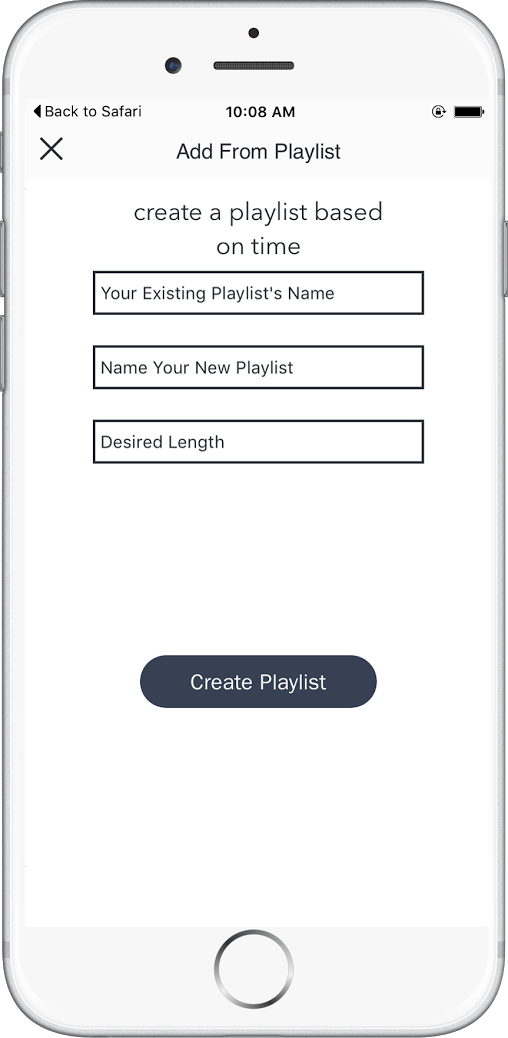 Back to Safari
10:08 AM
Add From Playlist
create a playlist based
on time
Your Existing Playlist's Name
Name Your New Playlist
Desired Length
Create Playlist